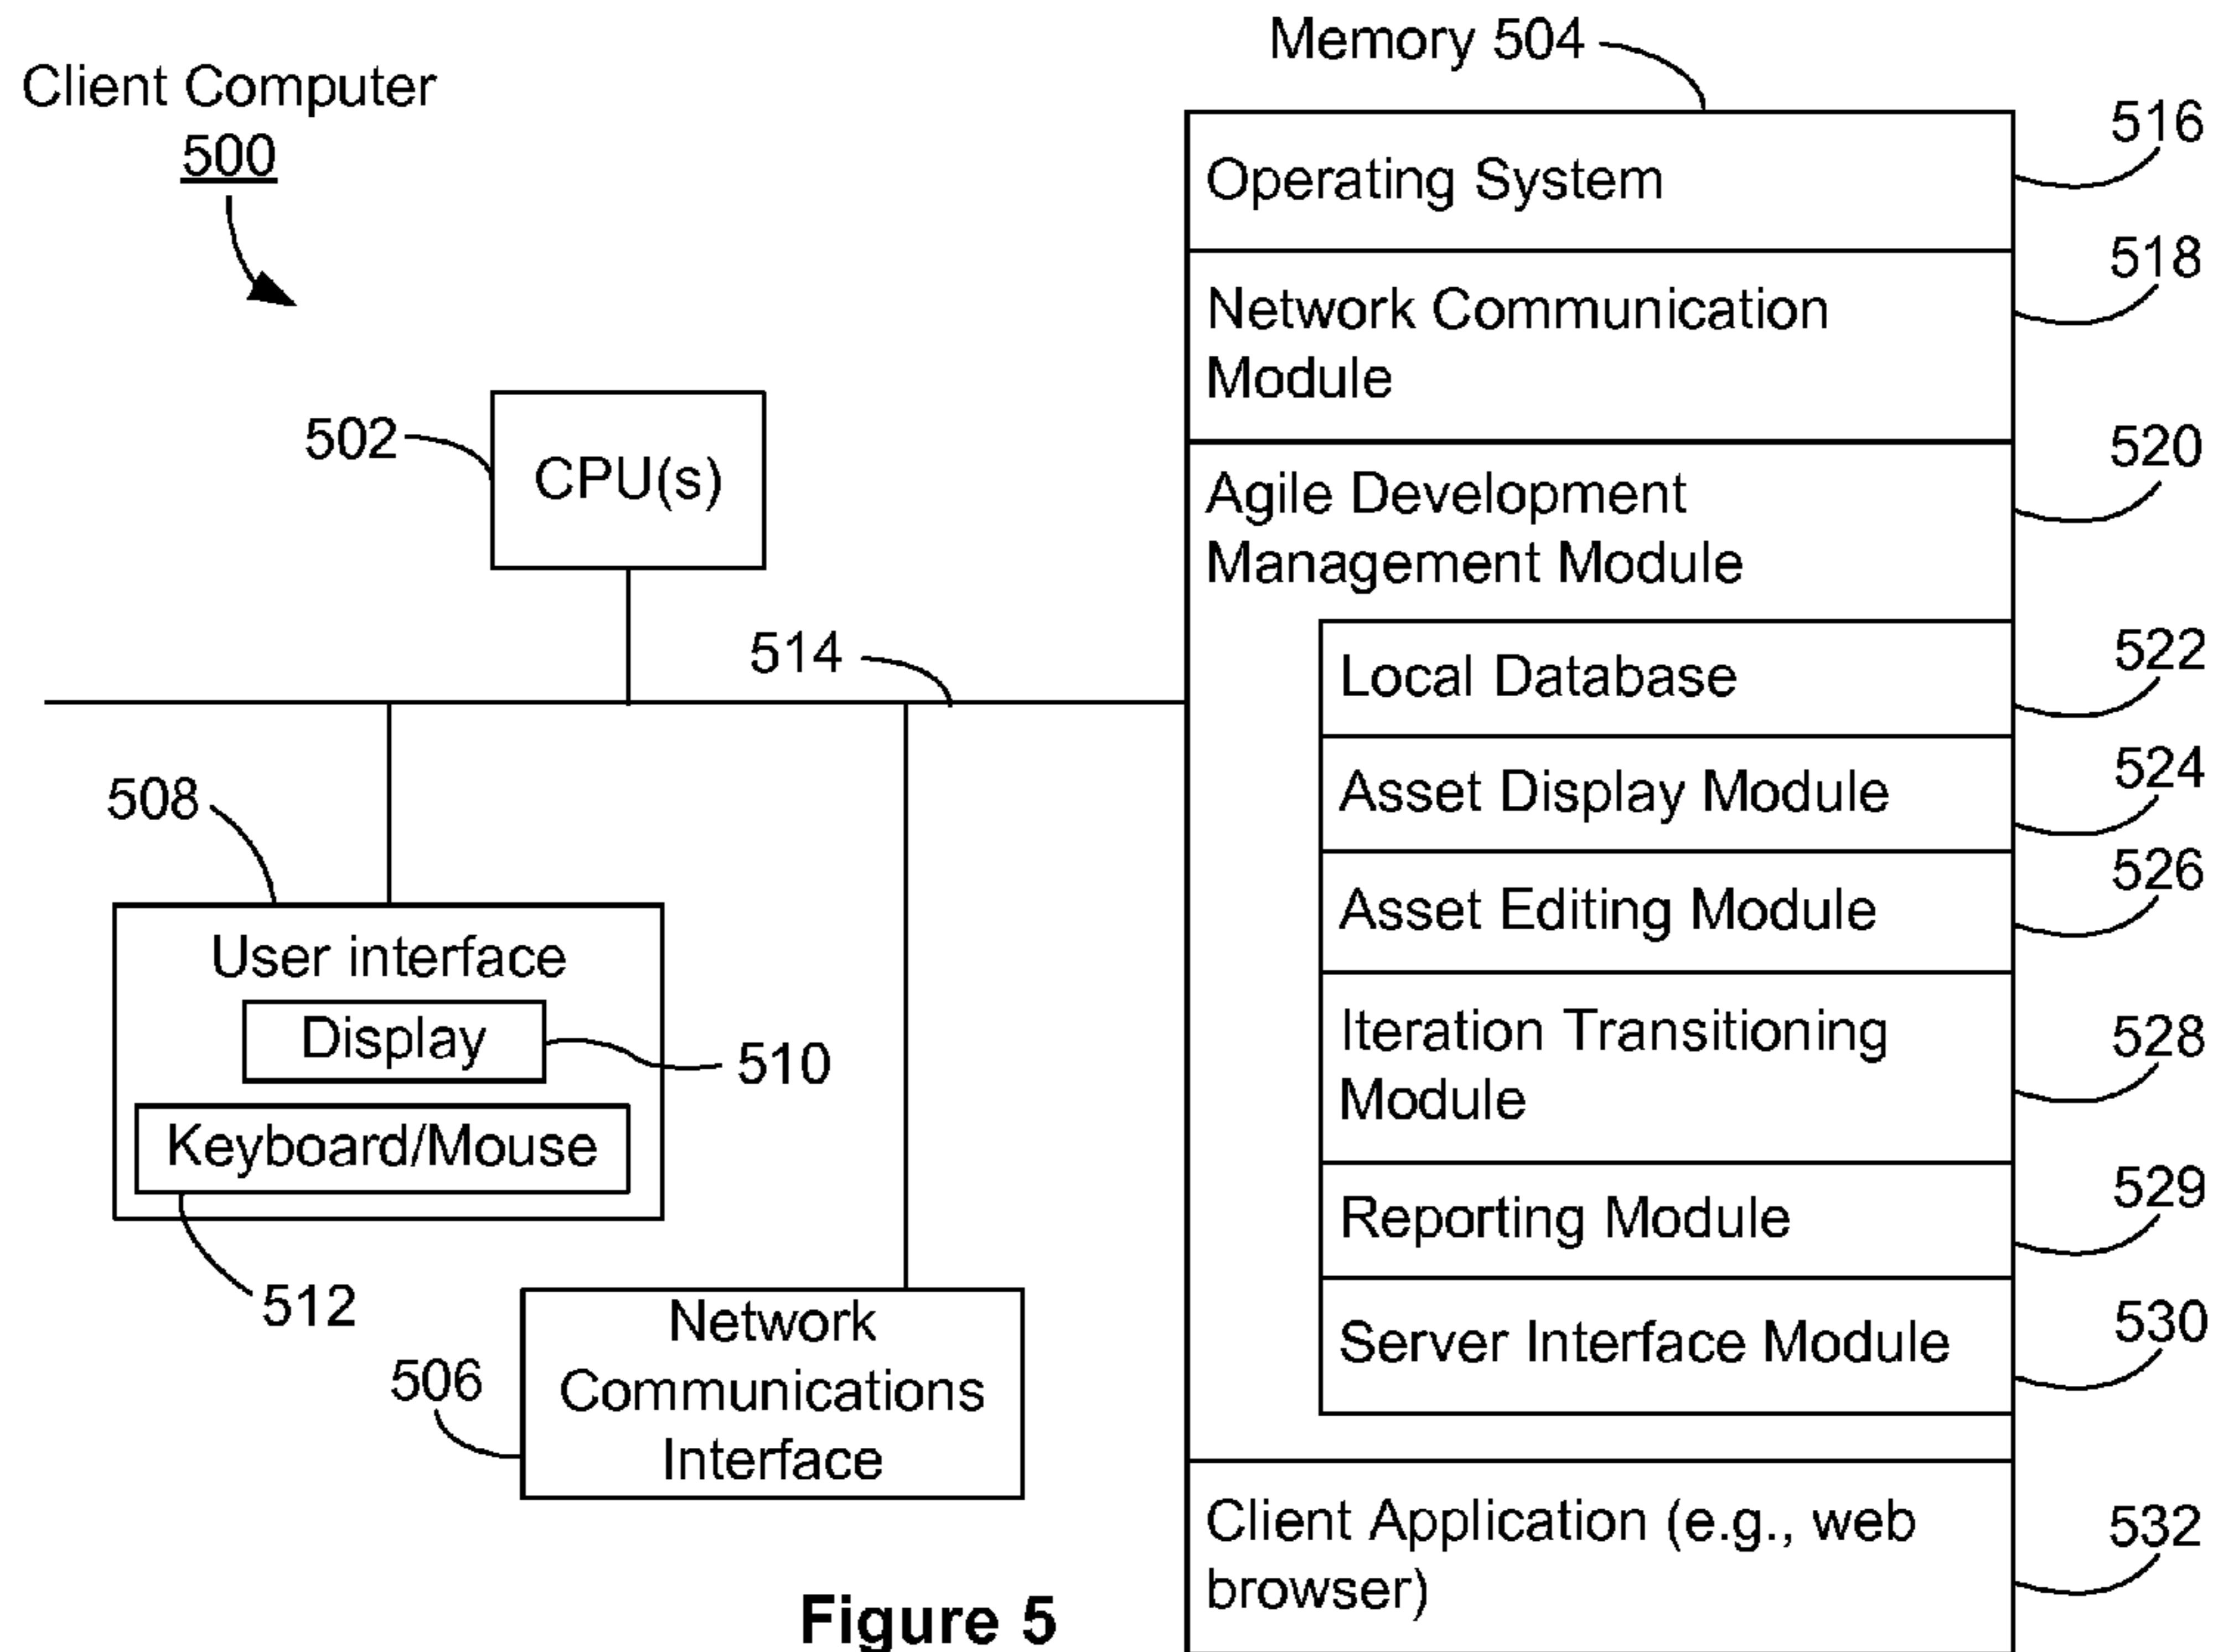 Client Computer
500
Memory 504
Operating System
516
Network Communication
Module
518
Agile Development
Management Module
520
Local Database
522
Asset Display Module
524
Asset Editing Module
526
Iteration Transitioning
Module
528
Reporting Module
529
Server Interface Module
530
Client Application (e.g., web
browser)
532
502
CPU(s)
514
508
User interface
Display
510
Keyboard/Mouse
512
506
Network
Communications
Interface
Figure 5